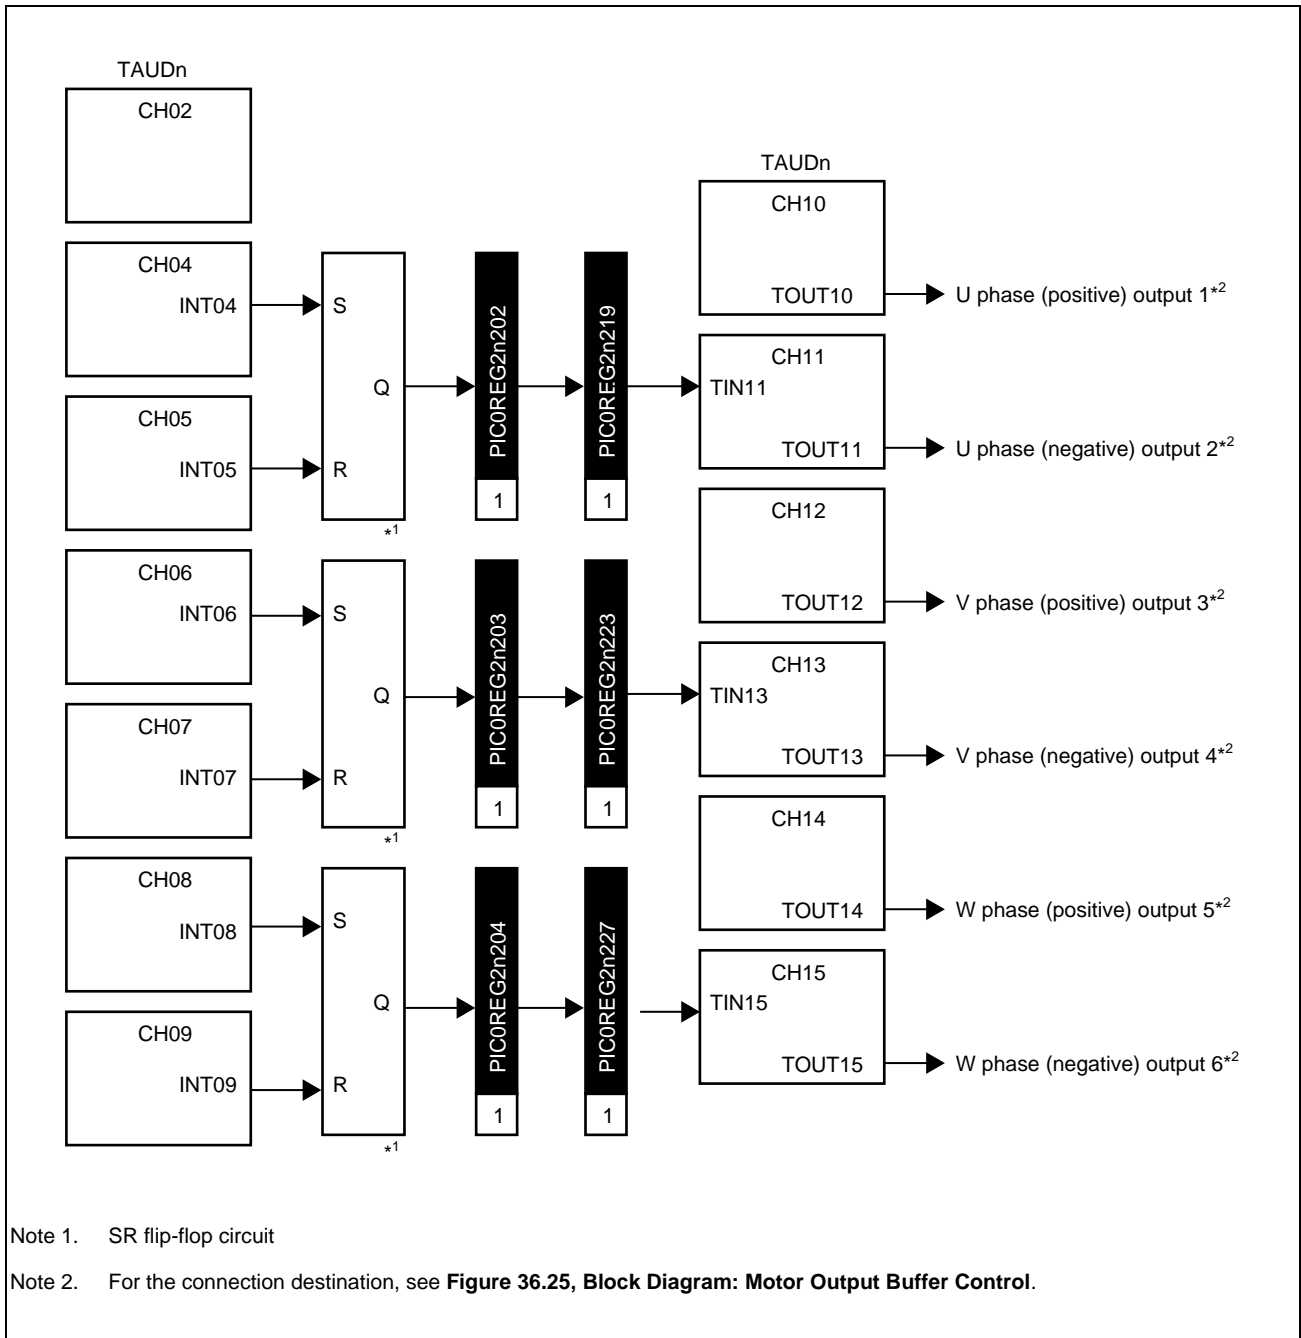 TAUDn
CH02
CH04
INT04
CH05
INT05
CH06
INT06
CH07
INT07
CH08
INT08
CH09
INT09
S
Q
R
*1
S
Q
R
*1
S
Q
R
*1
PIC0REG2n202
1
PIC0REG2n219
1
PIC0REG2n203
1
PIC0REG2n223
1
PIC0REG2n204
1
PIC0REG2n227
1
TAUDn
CH10
TOUT10
U phase (positive) output 1*2
CH11
TIN11
TOUT11
U phase (negative) output 2*2
CH12
TOUT12
V phase (positive) output 3*2
CH13
TIN13
TOUT13
V phase (negative) output 4*2
CH14
TOUT14
W phase (positive) output 5*2
CH15
TIN15
TOUT15
W phase (negative) output 6*2
Note 1. SR flip-flop circuit
Note 2. For the connection destination, see Figure 36.25, Block Diagram: Motor Output Buffer Control.